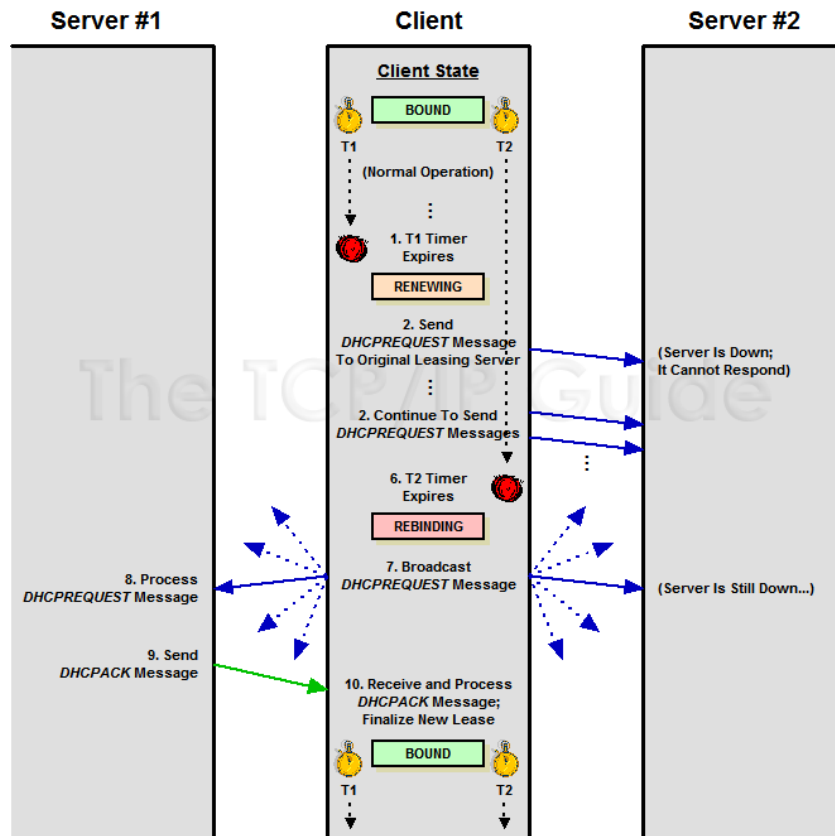 Server #1
Client
Server #2
Client State
BOUND
T1
T2
(Normal Operation)
1. T1 Timer
Expires
RENEWING
2. Send
DHCPREQUEST Message
To Original Leasing Server
(Server Is Down;
It Cannot Respond)
The TCP/IP Guide
2. Continue To Send
DHCPREQUEST Messages
6. T2 Timer
Expires
REBINDING
7. Broadcast
DHCPREQUEST Message
8. Process
DHCPREQUEST Message
(Server Is Still Down...)
9. Send
DHCPACK Message
10. Receive and Process
DHCPACK Message;
Finalize New Lease
BOUND
T1
T2